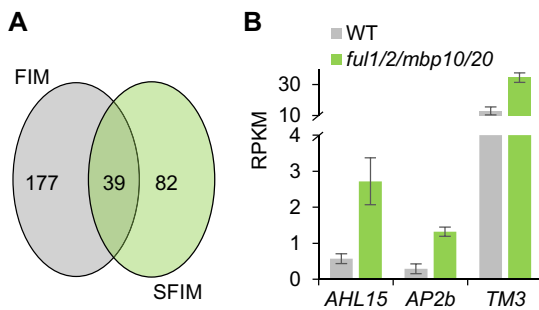 A
FIM
177
39
82
SFIM
B
WT
ful1/2/mbp10/20
RPKM
30
10
4
3
2
1
0
AHL15
AP2b
TM3